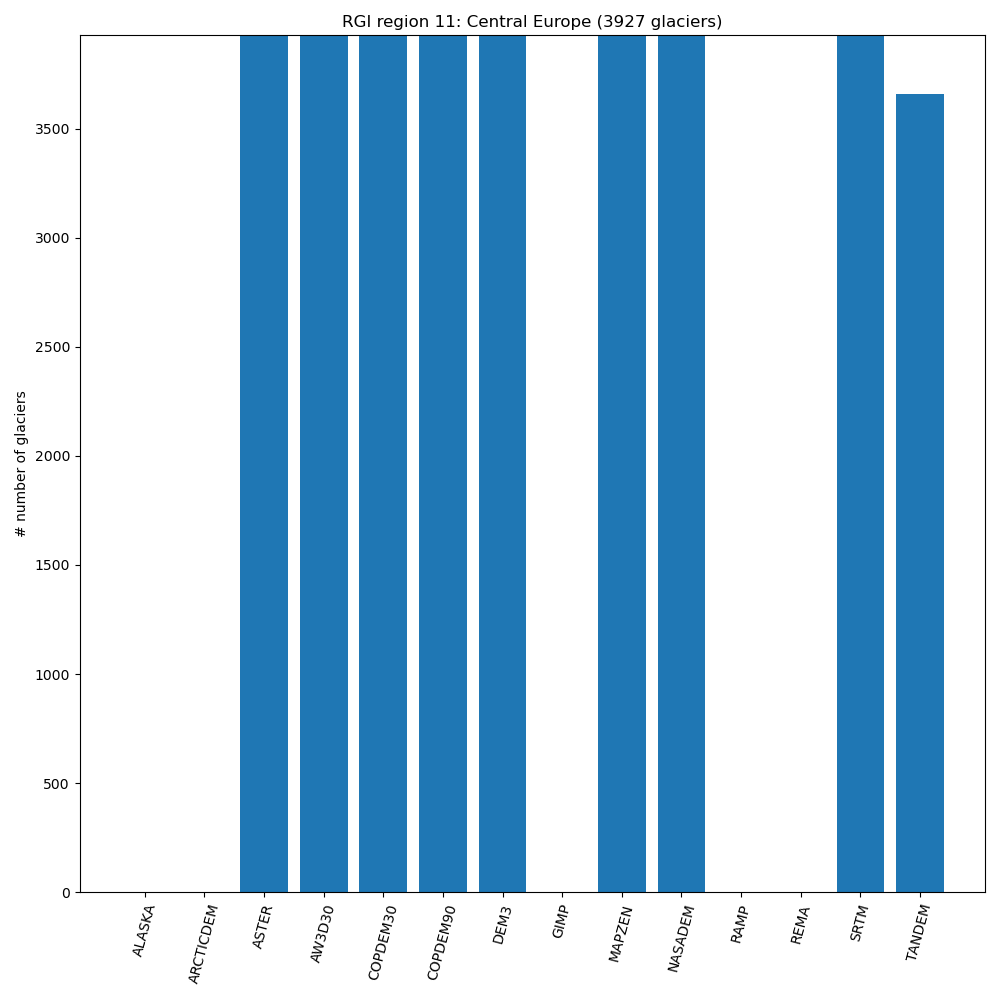 RGI region 11: Central Europe (3927 glaciers)
# number of glaciers
3500
3000
2500
2000
1500
1000
500
0
ALASKA
ARCTICDEM
ASTER
AW3D30
COPDEM30
COPDEM90
DEM3
GIMP
MAPZEN
NASADEM
RAMP
REMA
SRTM
TANDEM